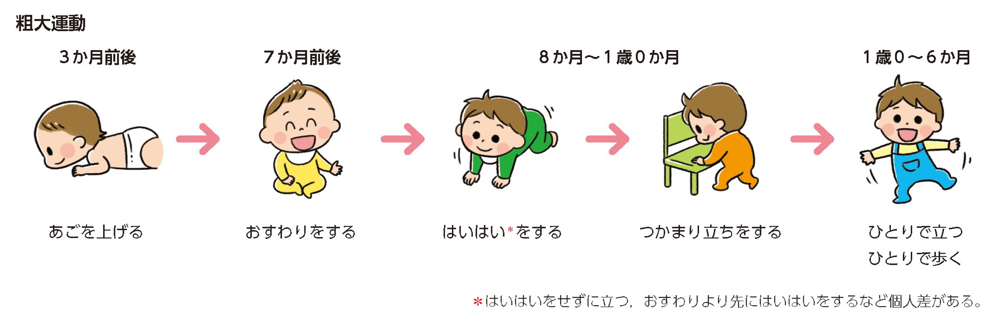 粗大運動
３か月前後
７か月前後
８か月～１歳０か月
１歳０～６か月
あごを上げる
おすわりをする
はいはい＊をする
つかまり立ちをする
ひとりで立つ
ひとりで歩く
＊はいはいをせずに立つ，おすわりより先にはいはいをするなど個人差がある。